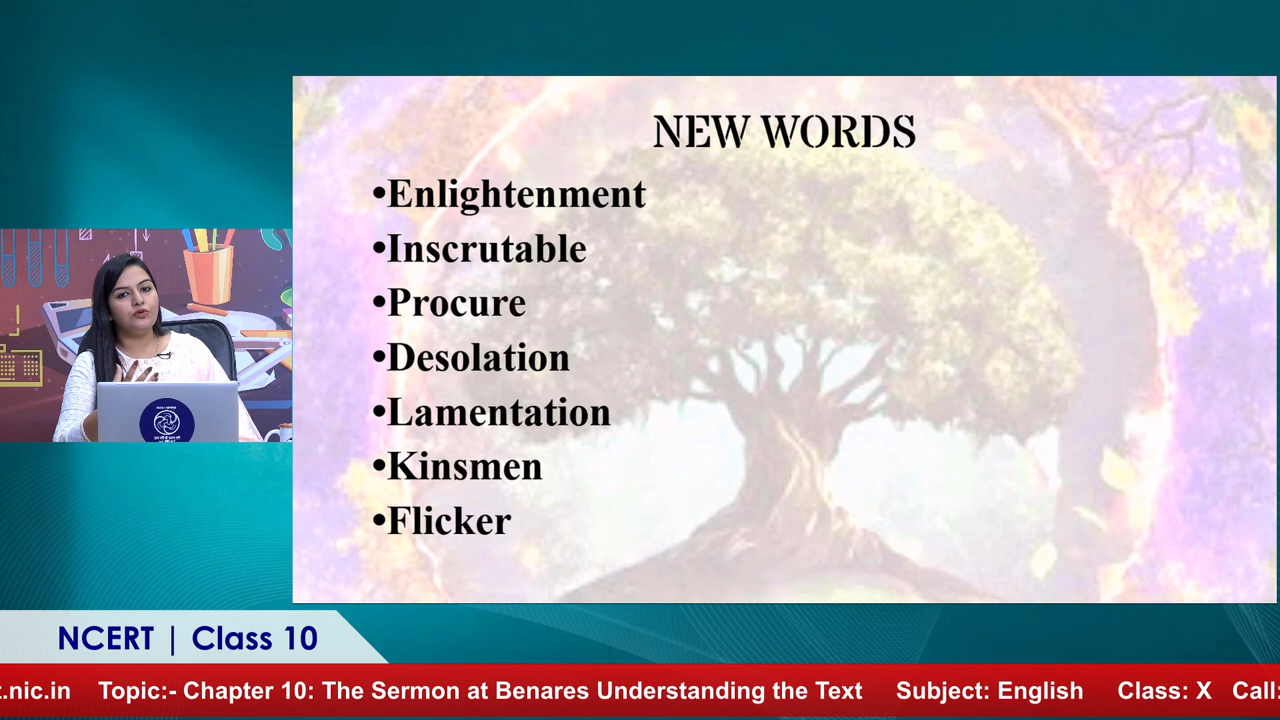 NEW WORDS
•Enlightenment
•Inscrutable
•Procure
•Desolation
•Lamentation
•Kinsmen
•Flicker
NCERT | Class 10
t.nic.in Topic:- Chapter 10: The Sermon at Benares Understanding the Text Subject: English Class: X Call: